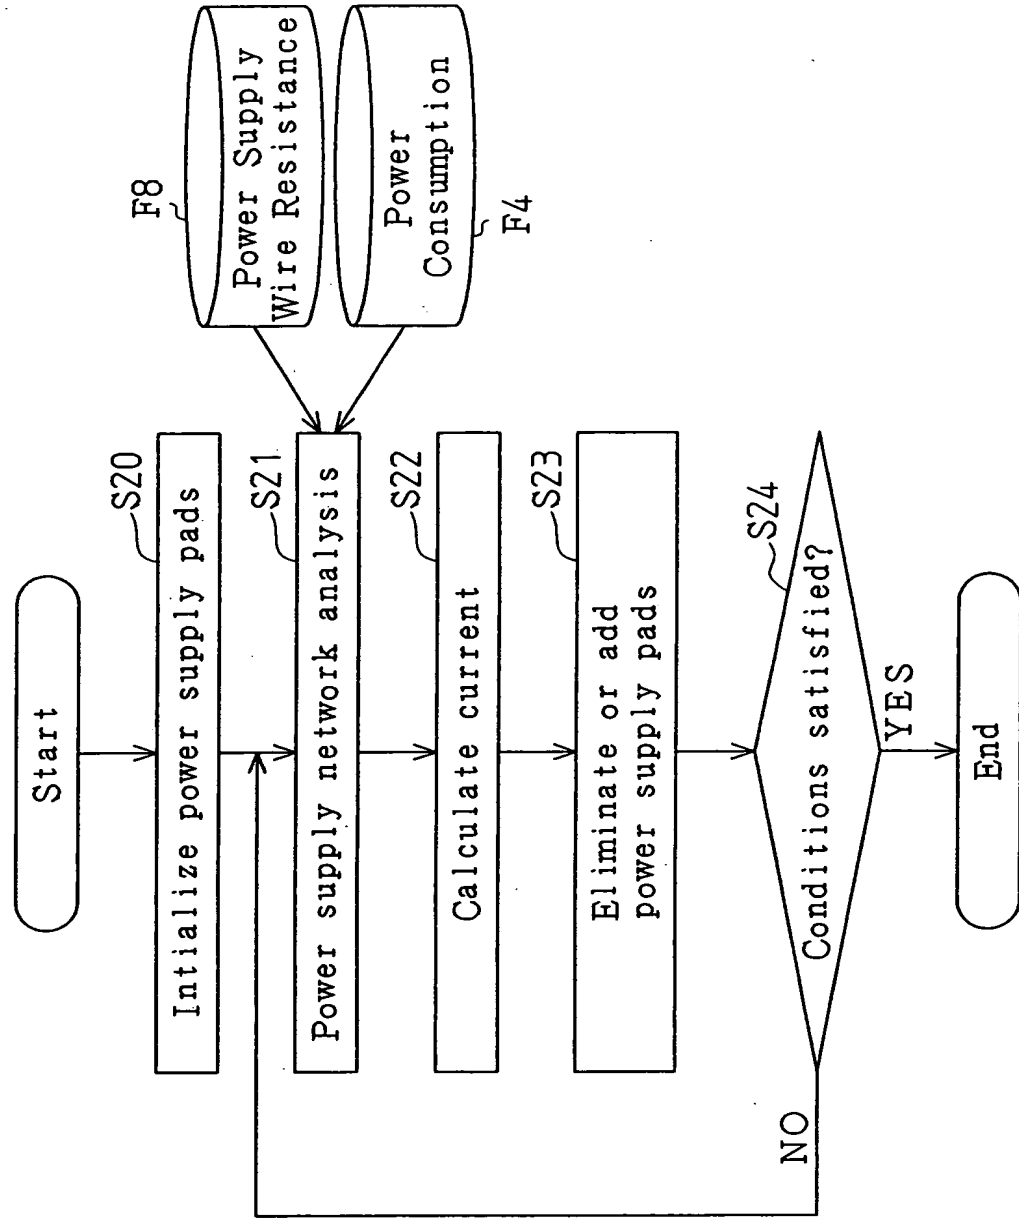 Start
S20
Intialize power supply pads
S21
Power supply network analysis
F8
Power Supply
Wire Resistance
Power
Consumption
F4
S22
Calculate current
S23
Eliminate or add
power supply pads
S24
Conditions satisfied?
NO
YES
End